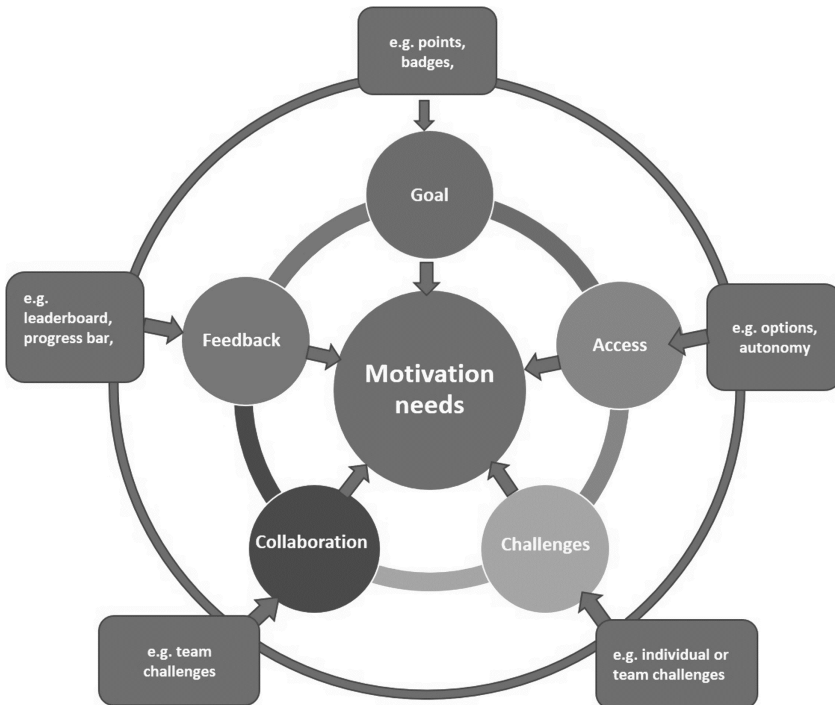 e.g. points,
badges,
Goal
e.g.
leaderboard,
progress bar,
Feedback
Access
e.g. options,
autonomy
Motivation
needs
Collaboration
Challenges
e.g. team
challenges
e.g. individual or
team challenges